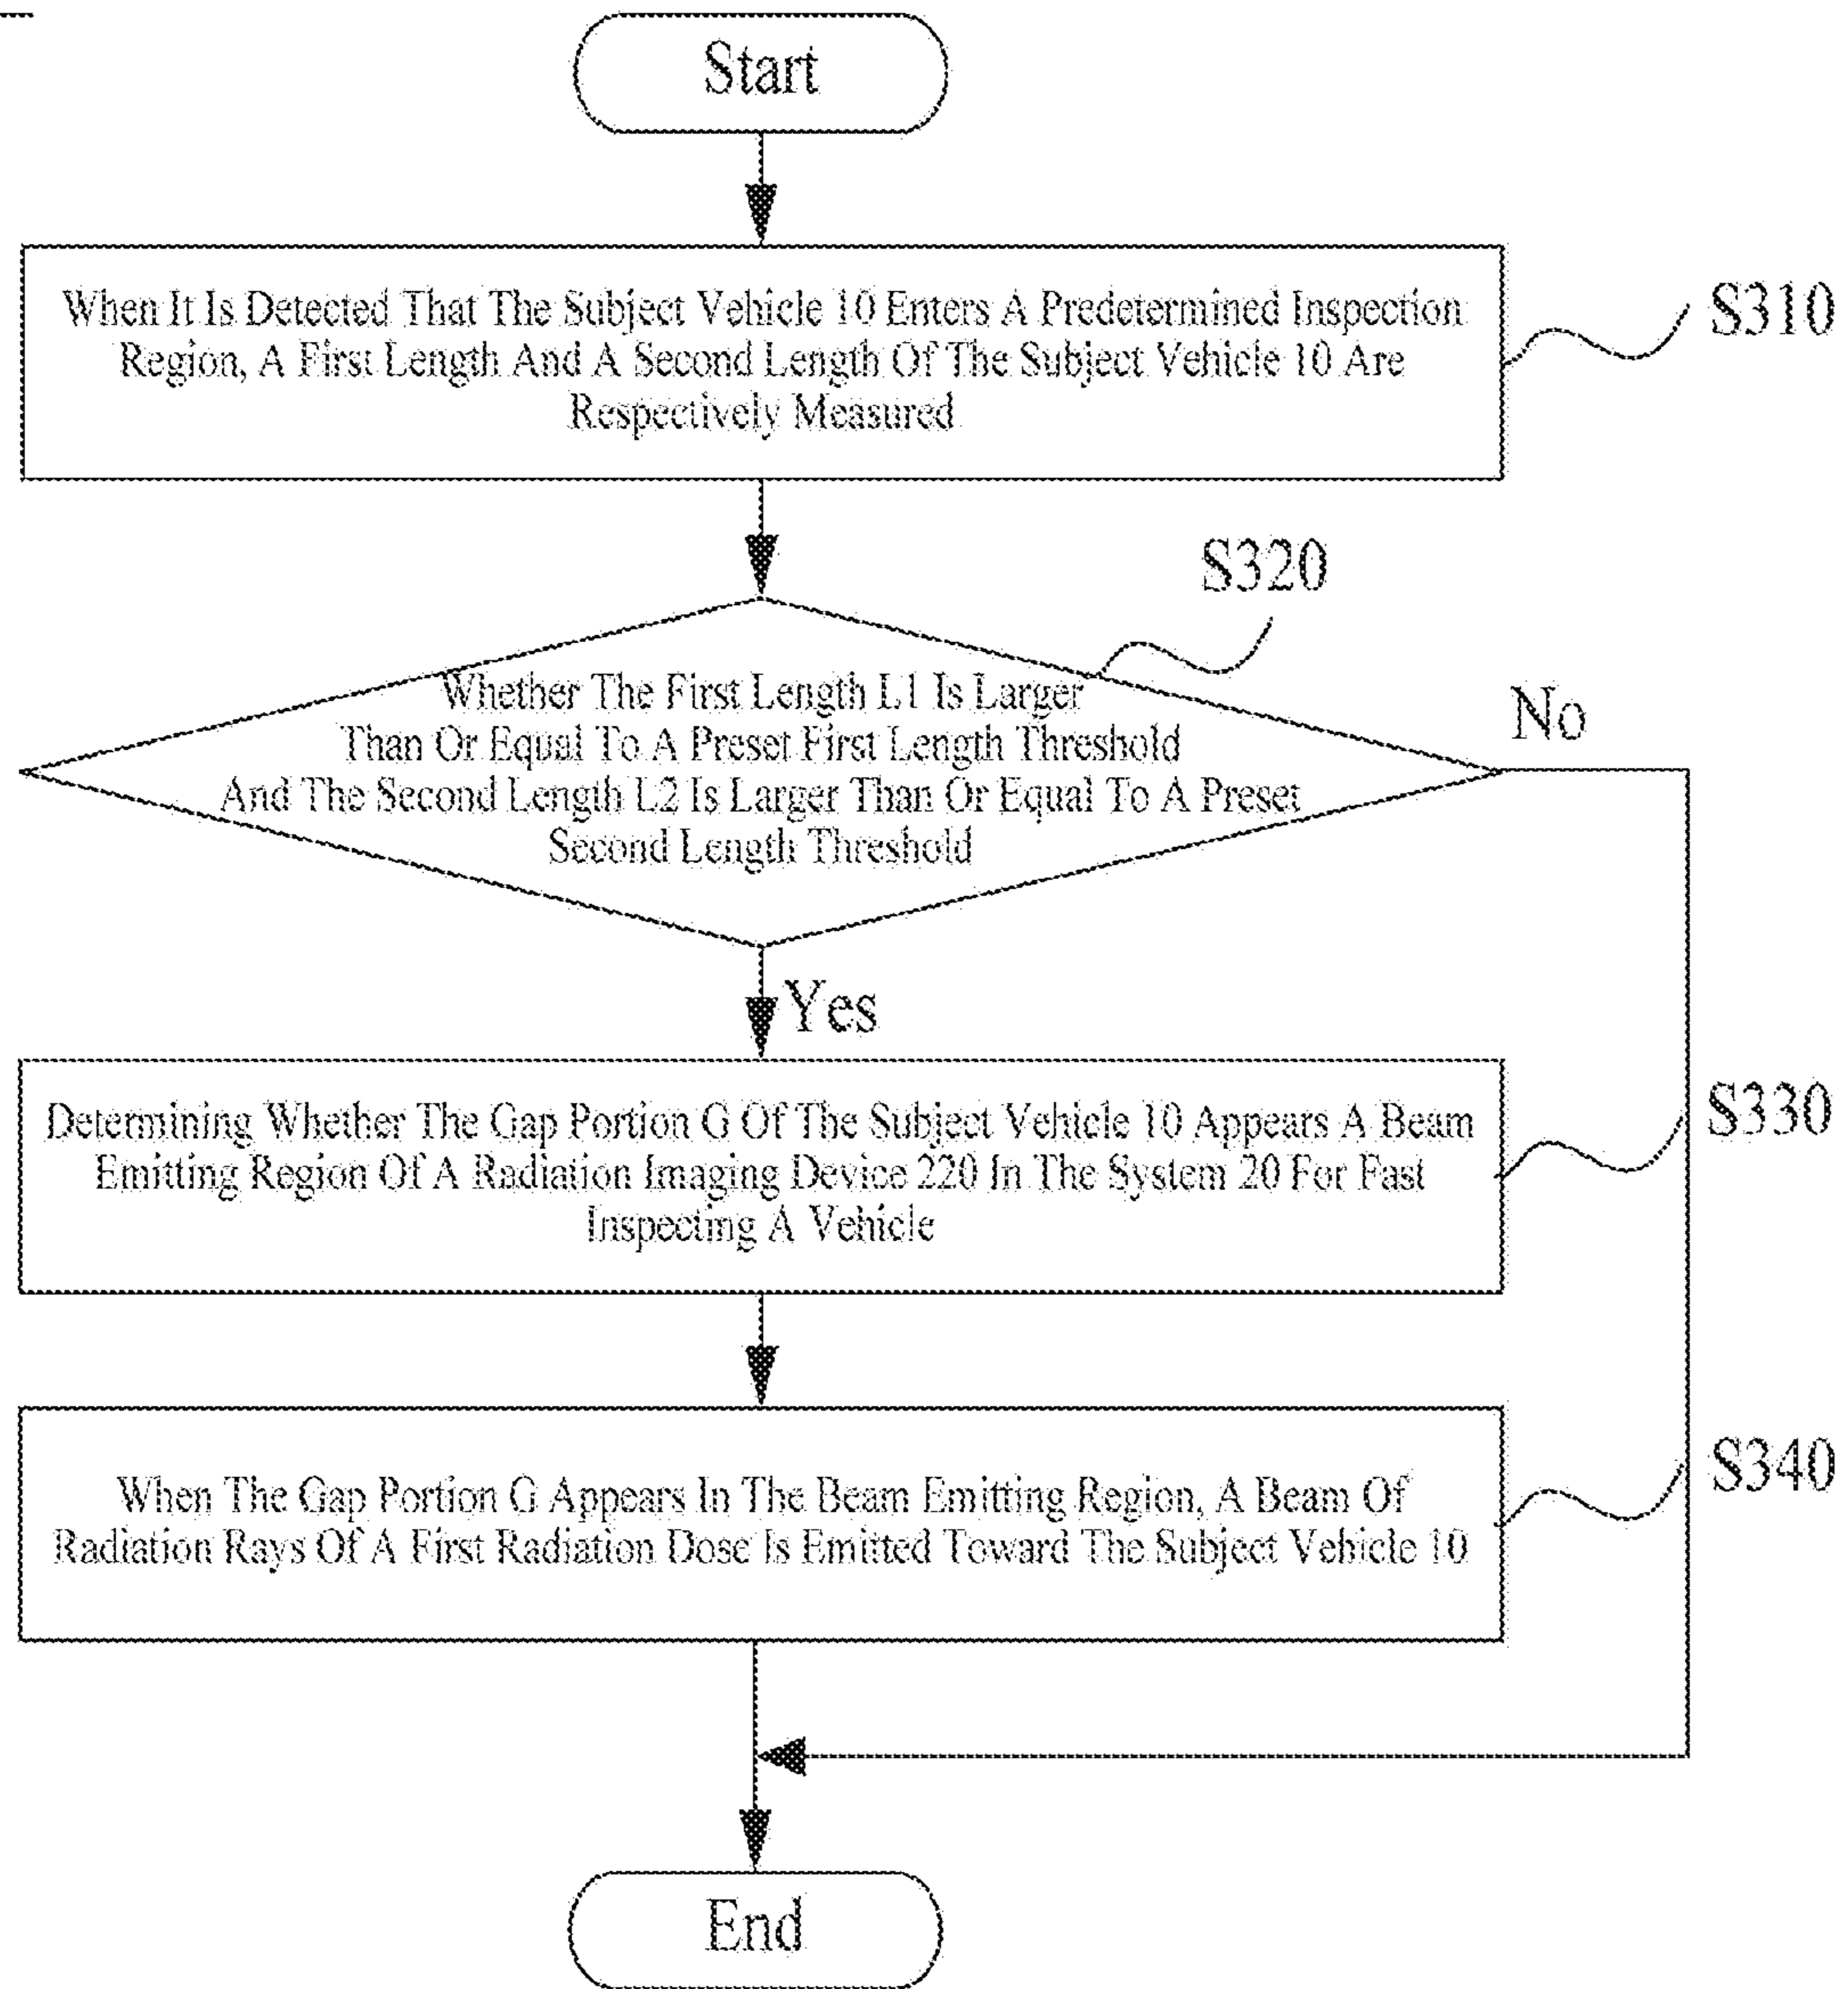 Start
When It Is Detected That The Subject Vehicle 10 Enters A Predetermined Inspection
Region, A First Length And A Second Length Of The Subject Vehicle 10 Are
Respectively Measured
S310
S320
Whether The First Length L1 Is Larger
Than Or Equal To A Preset First Length Threshold
And The Second Length L2 Is Larger Than Or Equal To A Preset
Second Length Threshold
No
Yes
Determining Whether The Gap Portion G Of The Subject Vehicle 10 Appears A Beam
Emitting Region Of A Radiation Imaging Device 220 In The System 20 For Fast
Inspecting A Vehicle
S330
When The Gap Portion G Appears In The Beam Emitting Region, A Beam Of
Radiation Rays Of A First Radiation Dose Is Emitted Toward The Subject Vehicle 10
S340
End